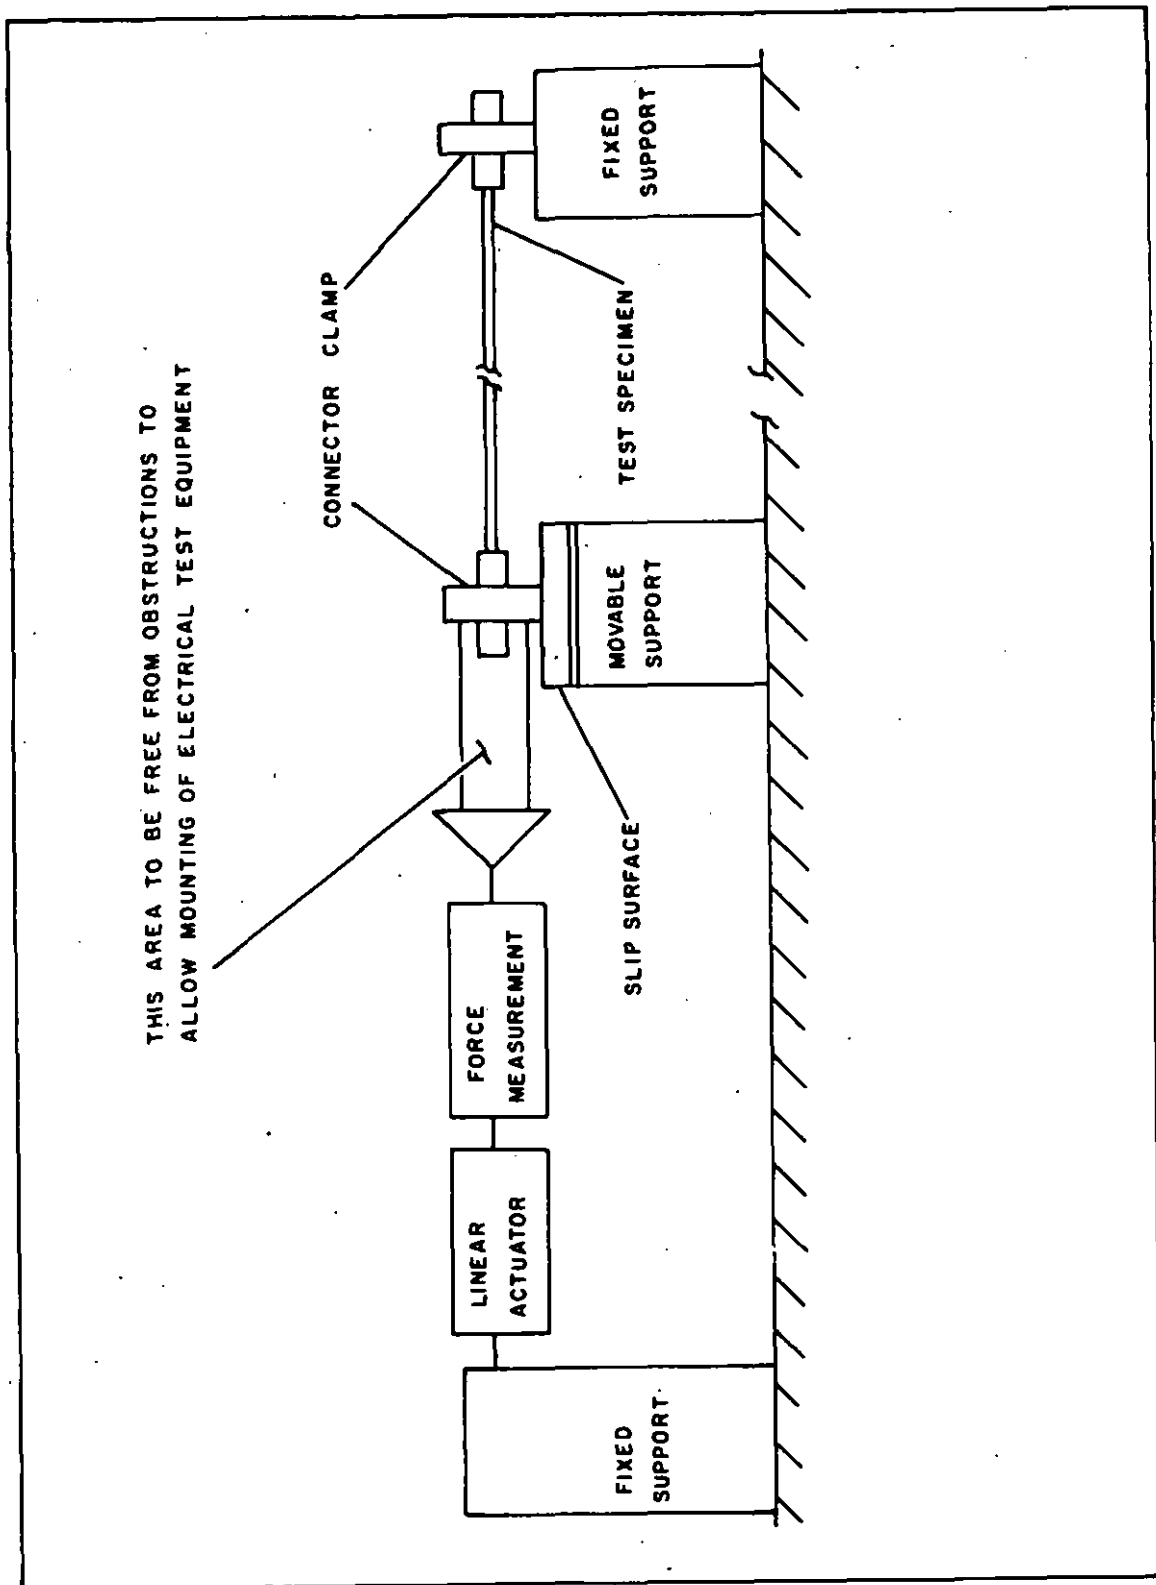 THIS AREA TO BE FREE FROM OBSTRUCTIONS TO
ALLOW MOUNTING OF ELECTRICAL TEST EQUIPMENT
CONNECTOR CLAMP
LINEAR
ACTUATOR
FORCE
MEASUREMENT
FIXED
SUPPORT
SLIP SURFACE
MOVABLE
SUPPORT
TEST SPECIMEN
FIXED
SUPPORT